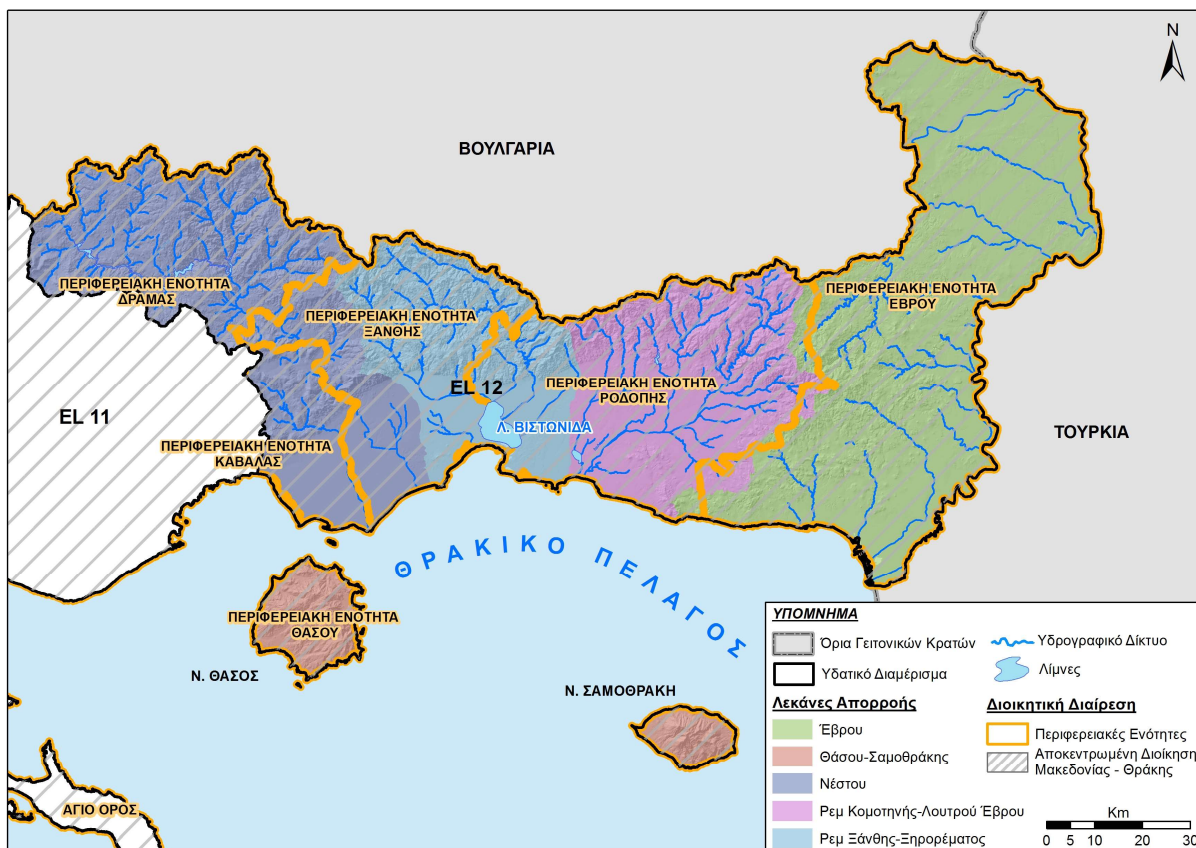 N
ΒΟΥΛΓΑΡΙΑ
ΠΕΡΙΦΕΡΕΙΑΚΗ ΕΝΟΤΗΤΑ
ΔΡΑΜΑΣ
ΠΕΡΙΦΕΡΕΙΑΚΗ ΕΝΟΤΗΤΑ
ΕΒΡΟΥ
ΠΕΡΙΦΕΡΕΙΑΚΗ ΕΝΟΤΗΤΑ
ΞΑΝΘΗΣ
EL 12
ΠΕΡΙΦΕΡΕΙΑΚΗ ΕΝΟΤΗΤΑ
ΡΟΔΟΠΗΣ
EL 11
Λ. ΒΙΣΤΩΝΙΔΑ
ΤΟΥΡΚΙΑ
ΠΕΡΙΦΕΡΕΙΑΚΗ ΕΝΟΤΗΤΑ
ΚΑΒΑΛΑΣ
ΘΡΑΚΙΚΟ ΠΕΛΑΓΟΣ
ΠΕΡΙΦΕΡΕΙΑΚΗ ΕΝΟΤΗΤΑ
ΘΑΣΟΥ
Ν. ΘΑΣΟΣ
Ν. ΣΑΜΟΘΡΑΚΗ
ΑΓΙΟ ΟΡΟΣ
ΥΠΟΜΝΗΜΑ
Όρια Γειτονικών Κρατών
Υδατικό Διαμέρισμα
Υδρογραφικό Δίκτυο
Λίμνες
Λεκάνες Απορροής
Έβρου
Θάσου-Σαμοθράκης
Νέστου
Ρεμ Κομοτηνής-Λουτρού Έβρου
Ρεμ Ξάνθης-Ξηρορέματος
Διοικητική Διαίρεση
Περιφερειακές Ενότητες
Αποκεντρωμένη Διοίκηση
Μακεδονίας - Θράκης
Km
0 5 10 20 30